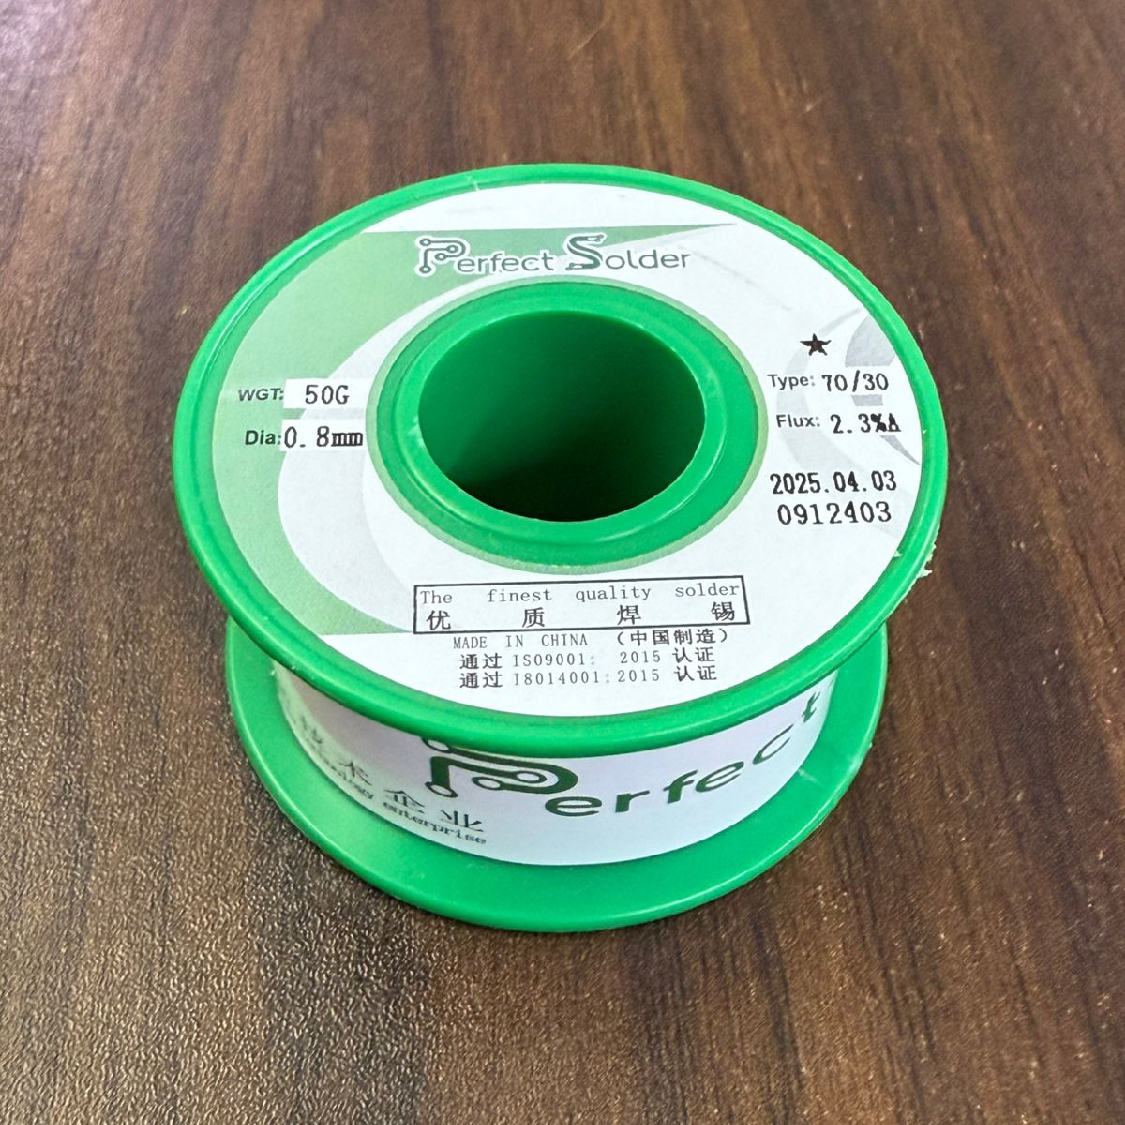 Perfect Solder
WGT: 50G
Dia: 0.8mm
Type: 70/30
Flux: 2.3%A
2025.04.03
0912403
The finest quality solder
优质焊锡
MADE IN CHINA (中国制造)
通过 ISO9001: 2015 认证
通过 I8014001:2015 认证
Perfect
术企业
enterprise